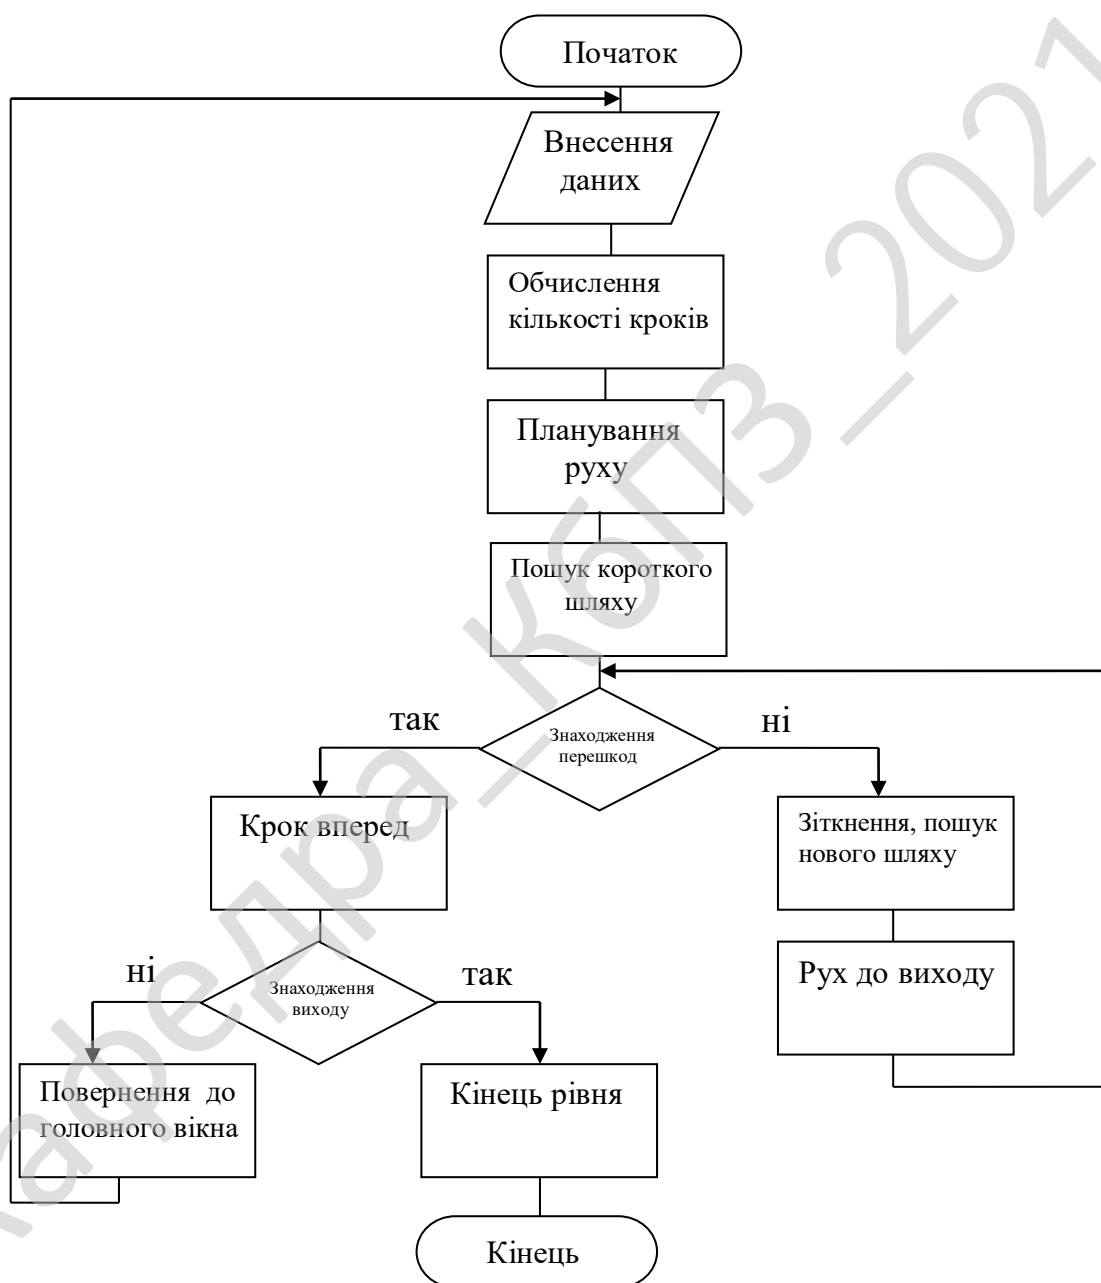 Початок
Внесення
даних
Обчислення
кількості кроків
Планування
руху
Пошук короткого
шляху
так
ні
Знаходження
перешкод
Крок вперед
Зіткнення, пошук
нового шляху
ні
так
Знаходження
виходу
Рух до виходу
Повернення до
головного вікна
Кінець рівня
Кінець
Кафедра_КбПЗ_2021